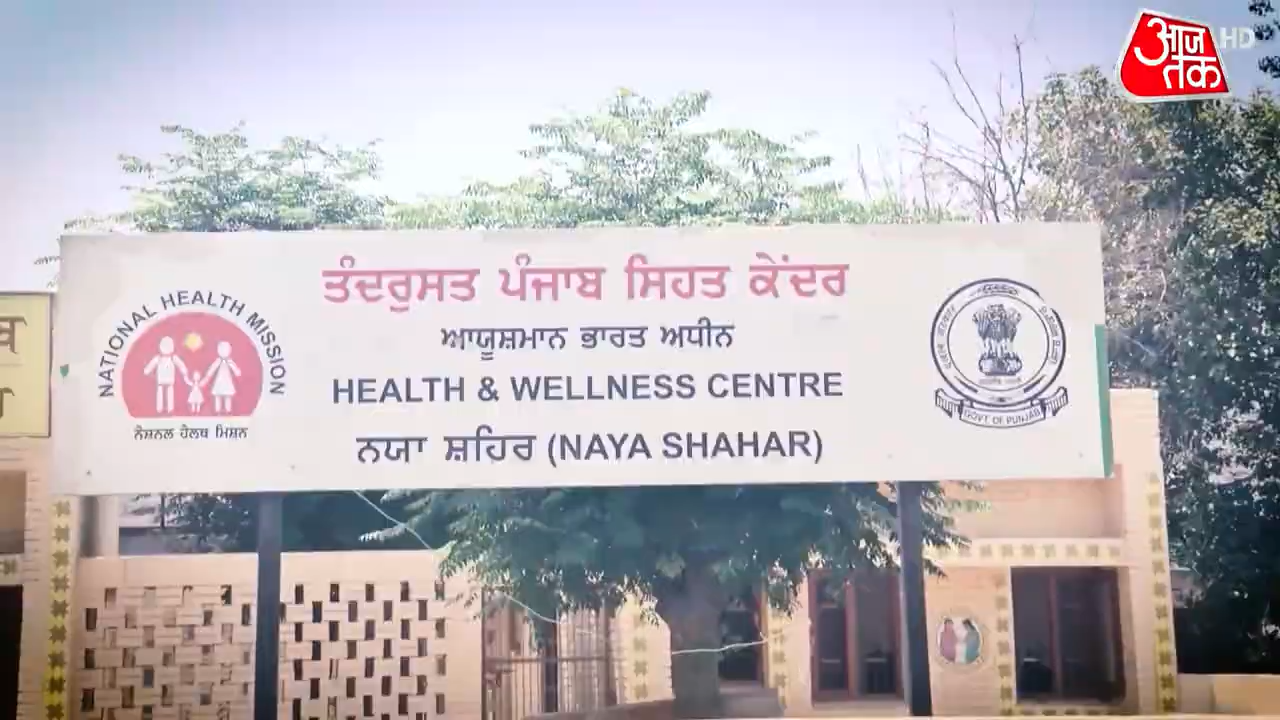 आज तक HD
ਤੰਦਰੁਸਤ ਪੰਜਾਬ ਸਿਹਤ ਕੇਂਦਰ
ਆਯੂਸ਼ਮਾਨ ਭਾਰਤ ਅਧੀਨ
HEALTH & WELLNESS CENTRE
ਨਯਾ ਸ਼ਹਿਰ (NAYA SHAHAR)
NATIONAL HEALTH MISSION
ਨੈਸ਼ਨਲ ਹੈਲਥ ਮਿਸ਼ਨ
GOVT. OF PUNJAB